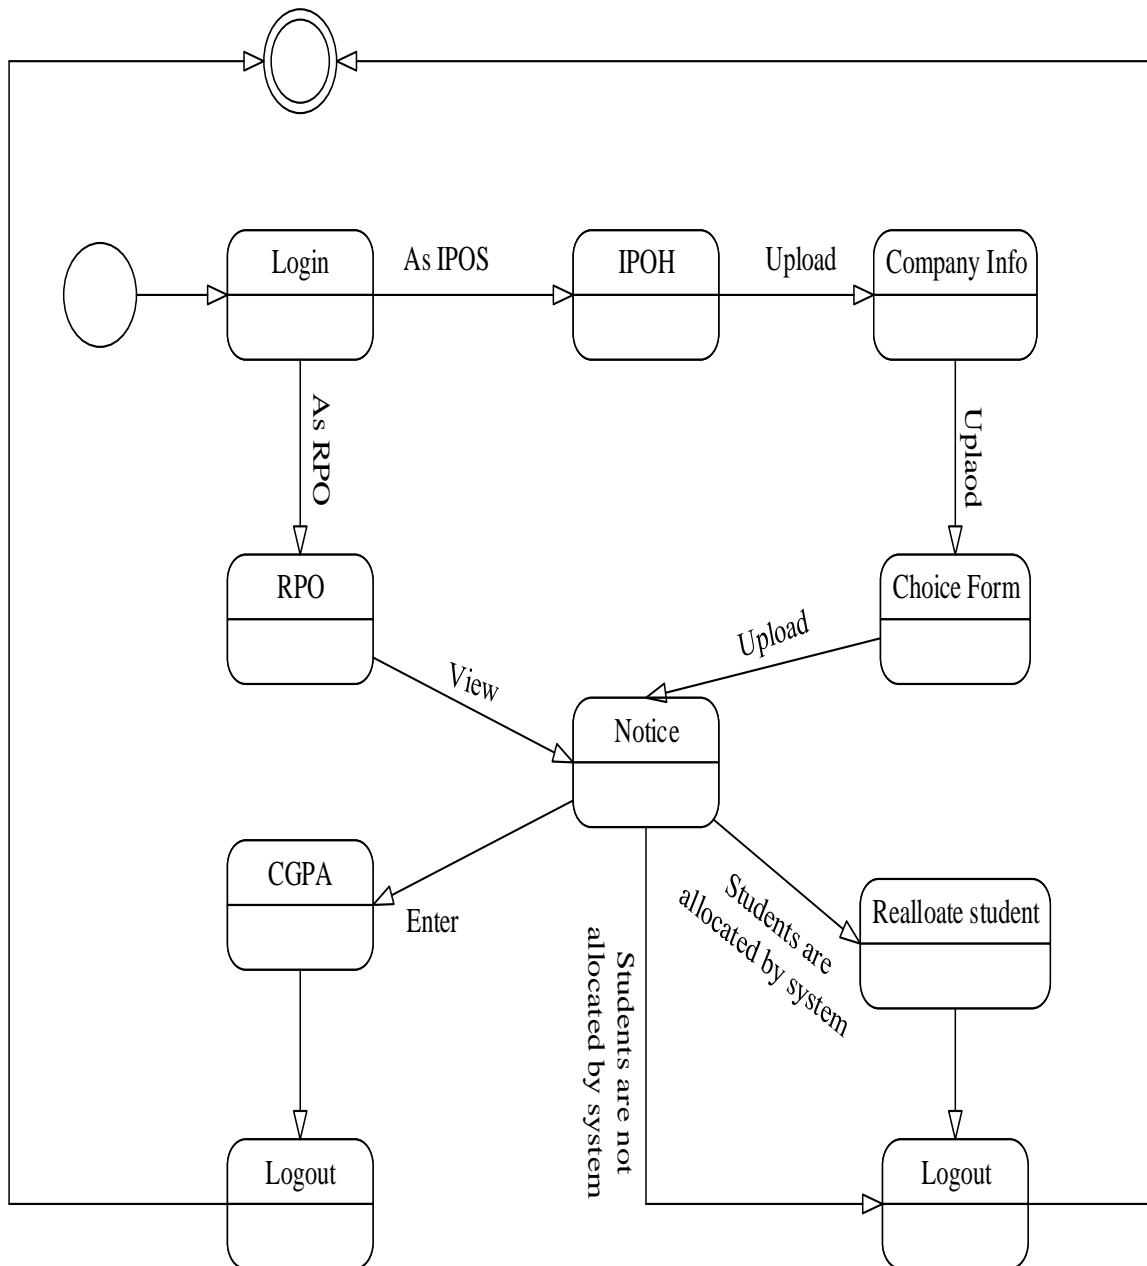 Login
As IPOS
IPOH
Upload
Company Info
As RPO
Uplaod
RPO
Choice Form
View
Upload
Notice
CGPA
Enter
Students are
allocated by system
Realloate student
Students are not
allocated by system
Logout
Logout